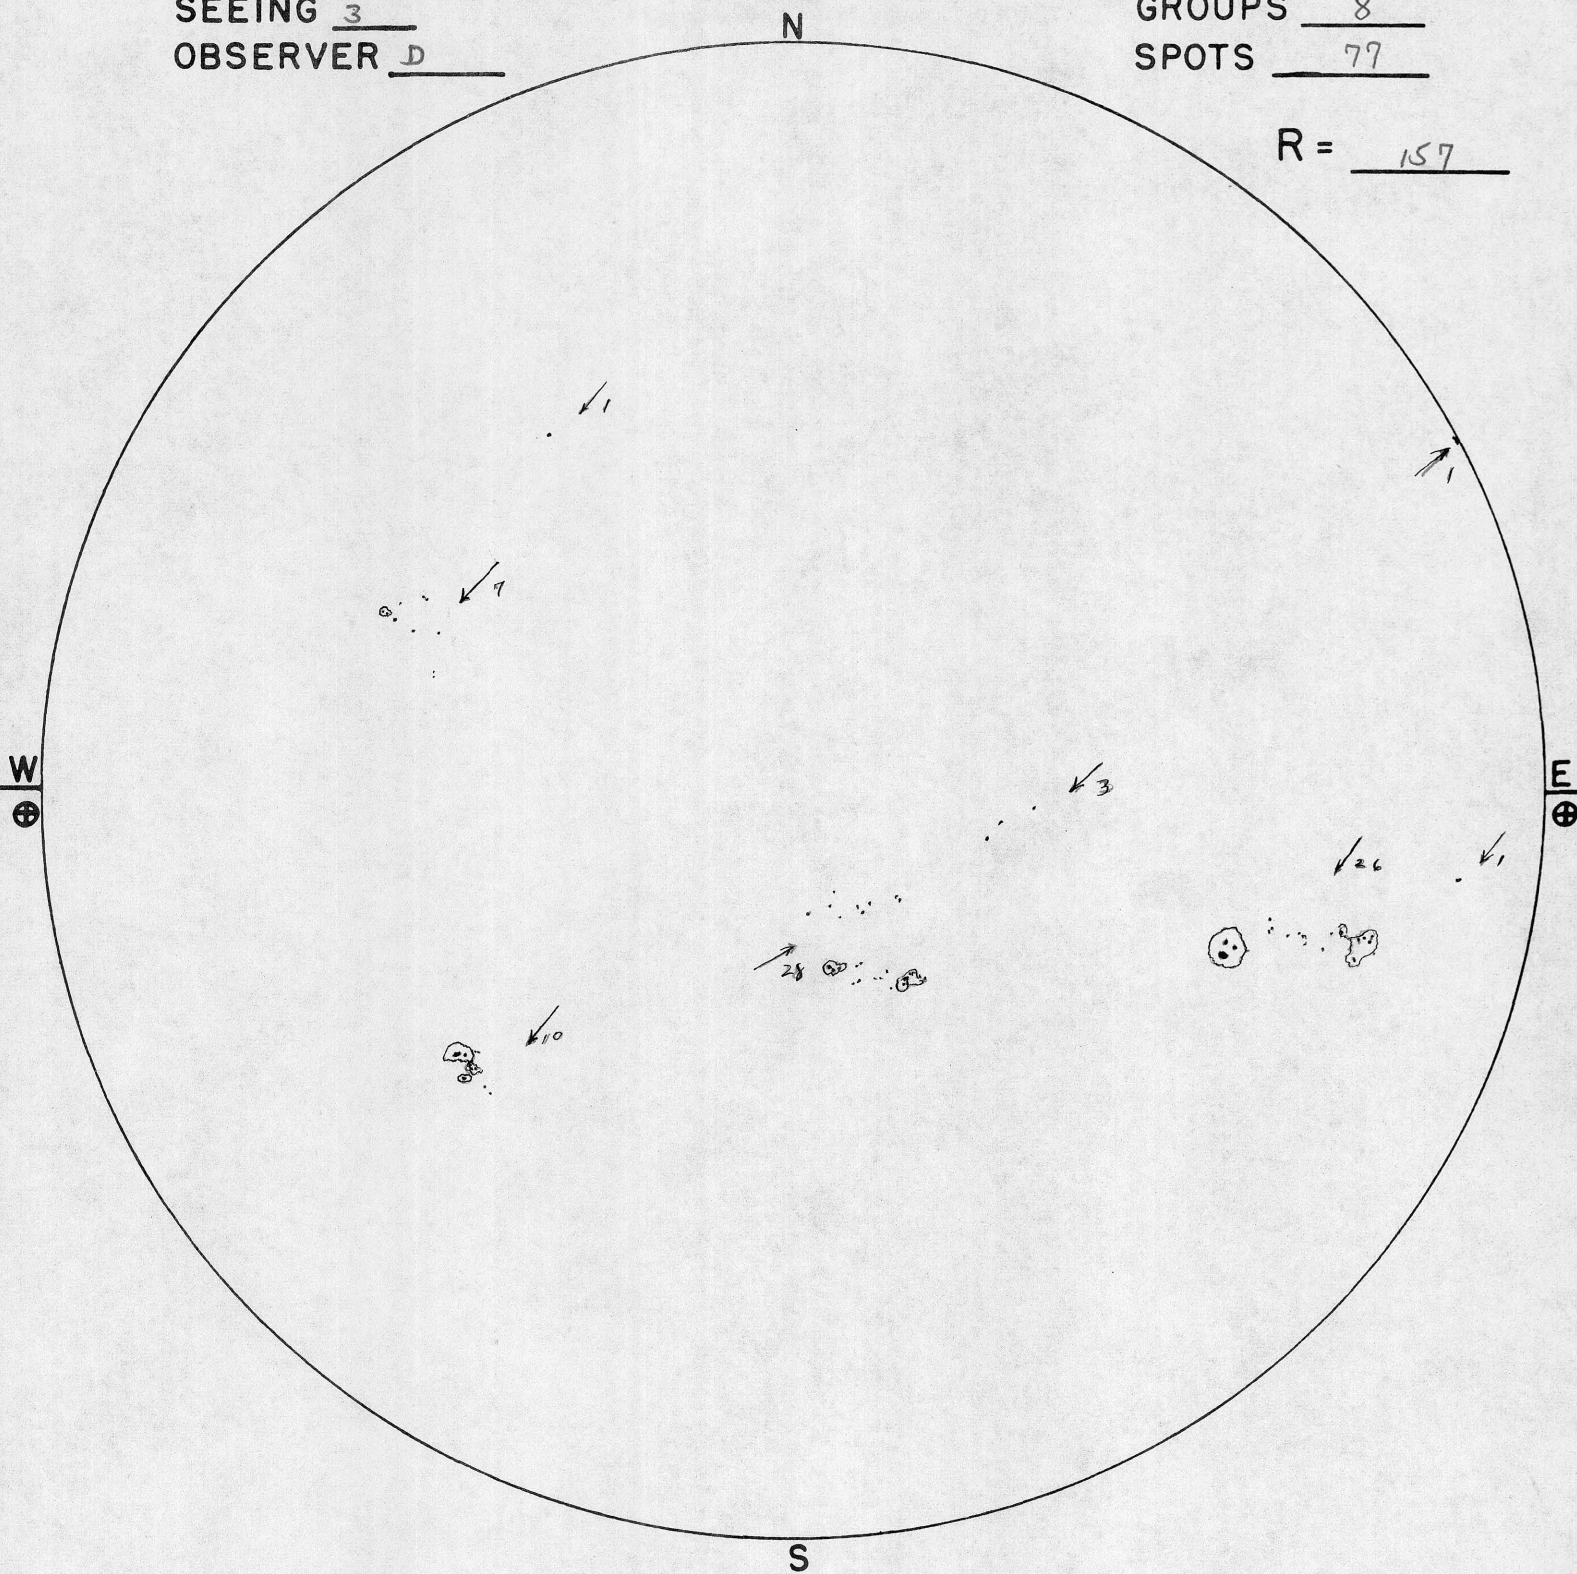 SEEING 3
GROUPS 8
OBSERVER D
SPOTS 77
R = 157
N
1
1
7
W
E
3
26
1
28
10
S